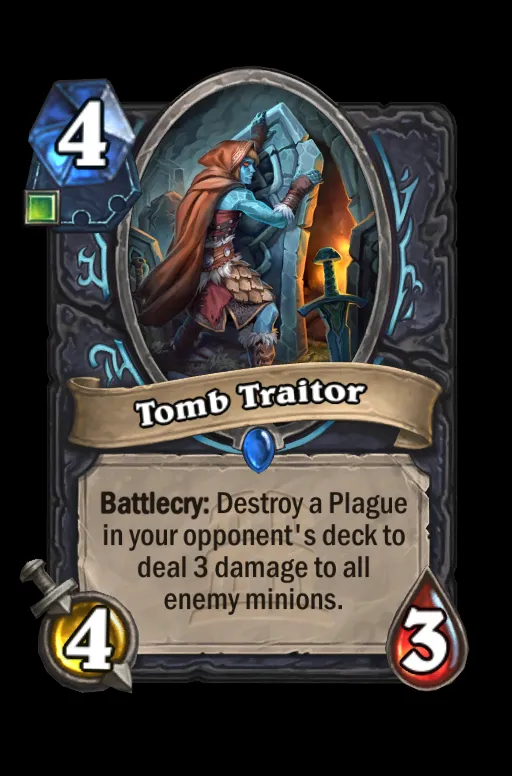 4
Tomb Traitor
Battlecry: Destroy a Plague
in your opponent's deck to
deal 3 damage to all
enemy minions.
4
3